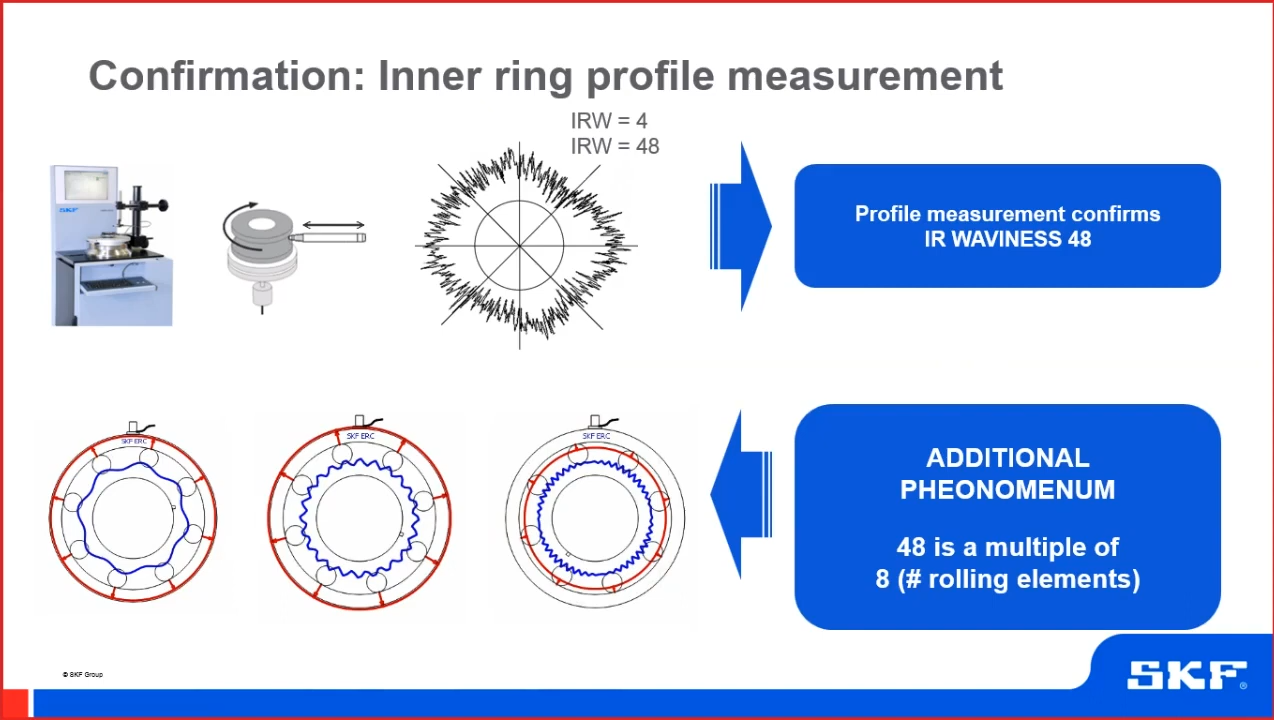 Confirmation: Inner ring profile measurement
IRW = 4
IRW = 48
SKF
Profile measurement confirms
IR WAVINESS 48
SKF ERC
SKF ERC
SKF ERC
ADDITIONAL
PHEONOMENUM
48 is a multiple of
8 (# rolling elements)
© SKF Group
SKF®